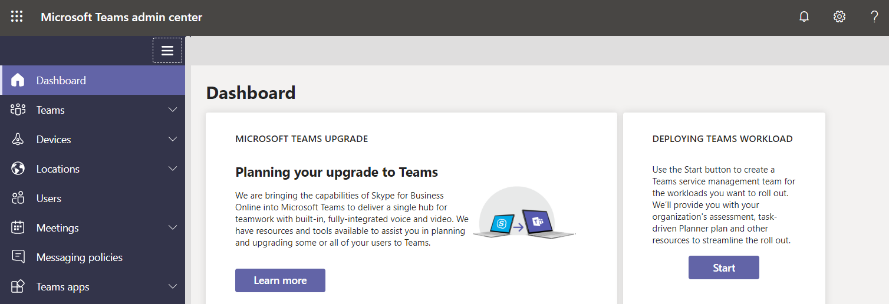 Microsoft Teams admin center
?
Dashboard
Teams
Devices
Locations
Users
Meetings
Messaging policies
Teams apps
Dashboard
MICROSOFT TEAMS UPGRADE
Planning your upgrade to Teams
We are bringing the capabilities of Skype for Business
Online into Microsoft Teams to deliver a single hub for
teamwork with built-in, fully-integrated voice and video. We
have resources and tools available to assist you in planning
and upgrading some or all of your users to Teams.
Learn more
DEPLOYING TEAMS WORKLOAD
Use the Start button to create a
Teams service management team for
the workloads you want to roll out.
We'll provide you with your
organization's assessment, task-
driven Planner plan and other
resources to streamline the roll out.
Start